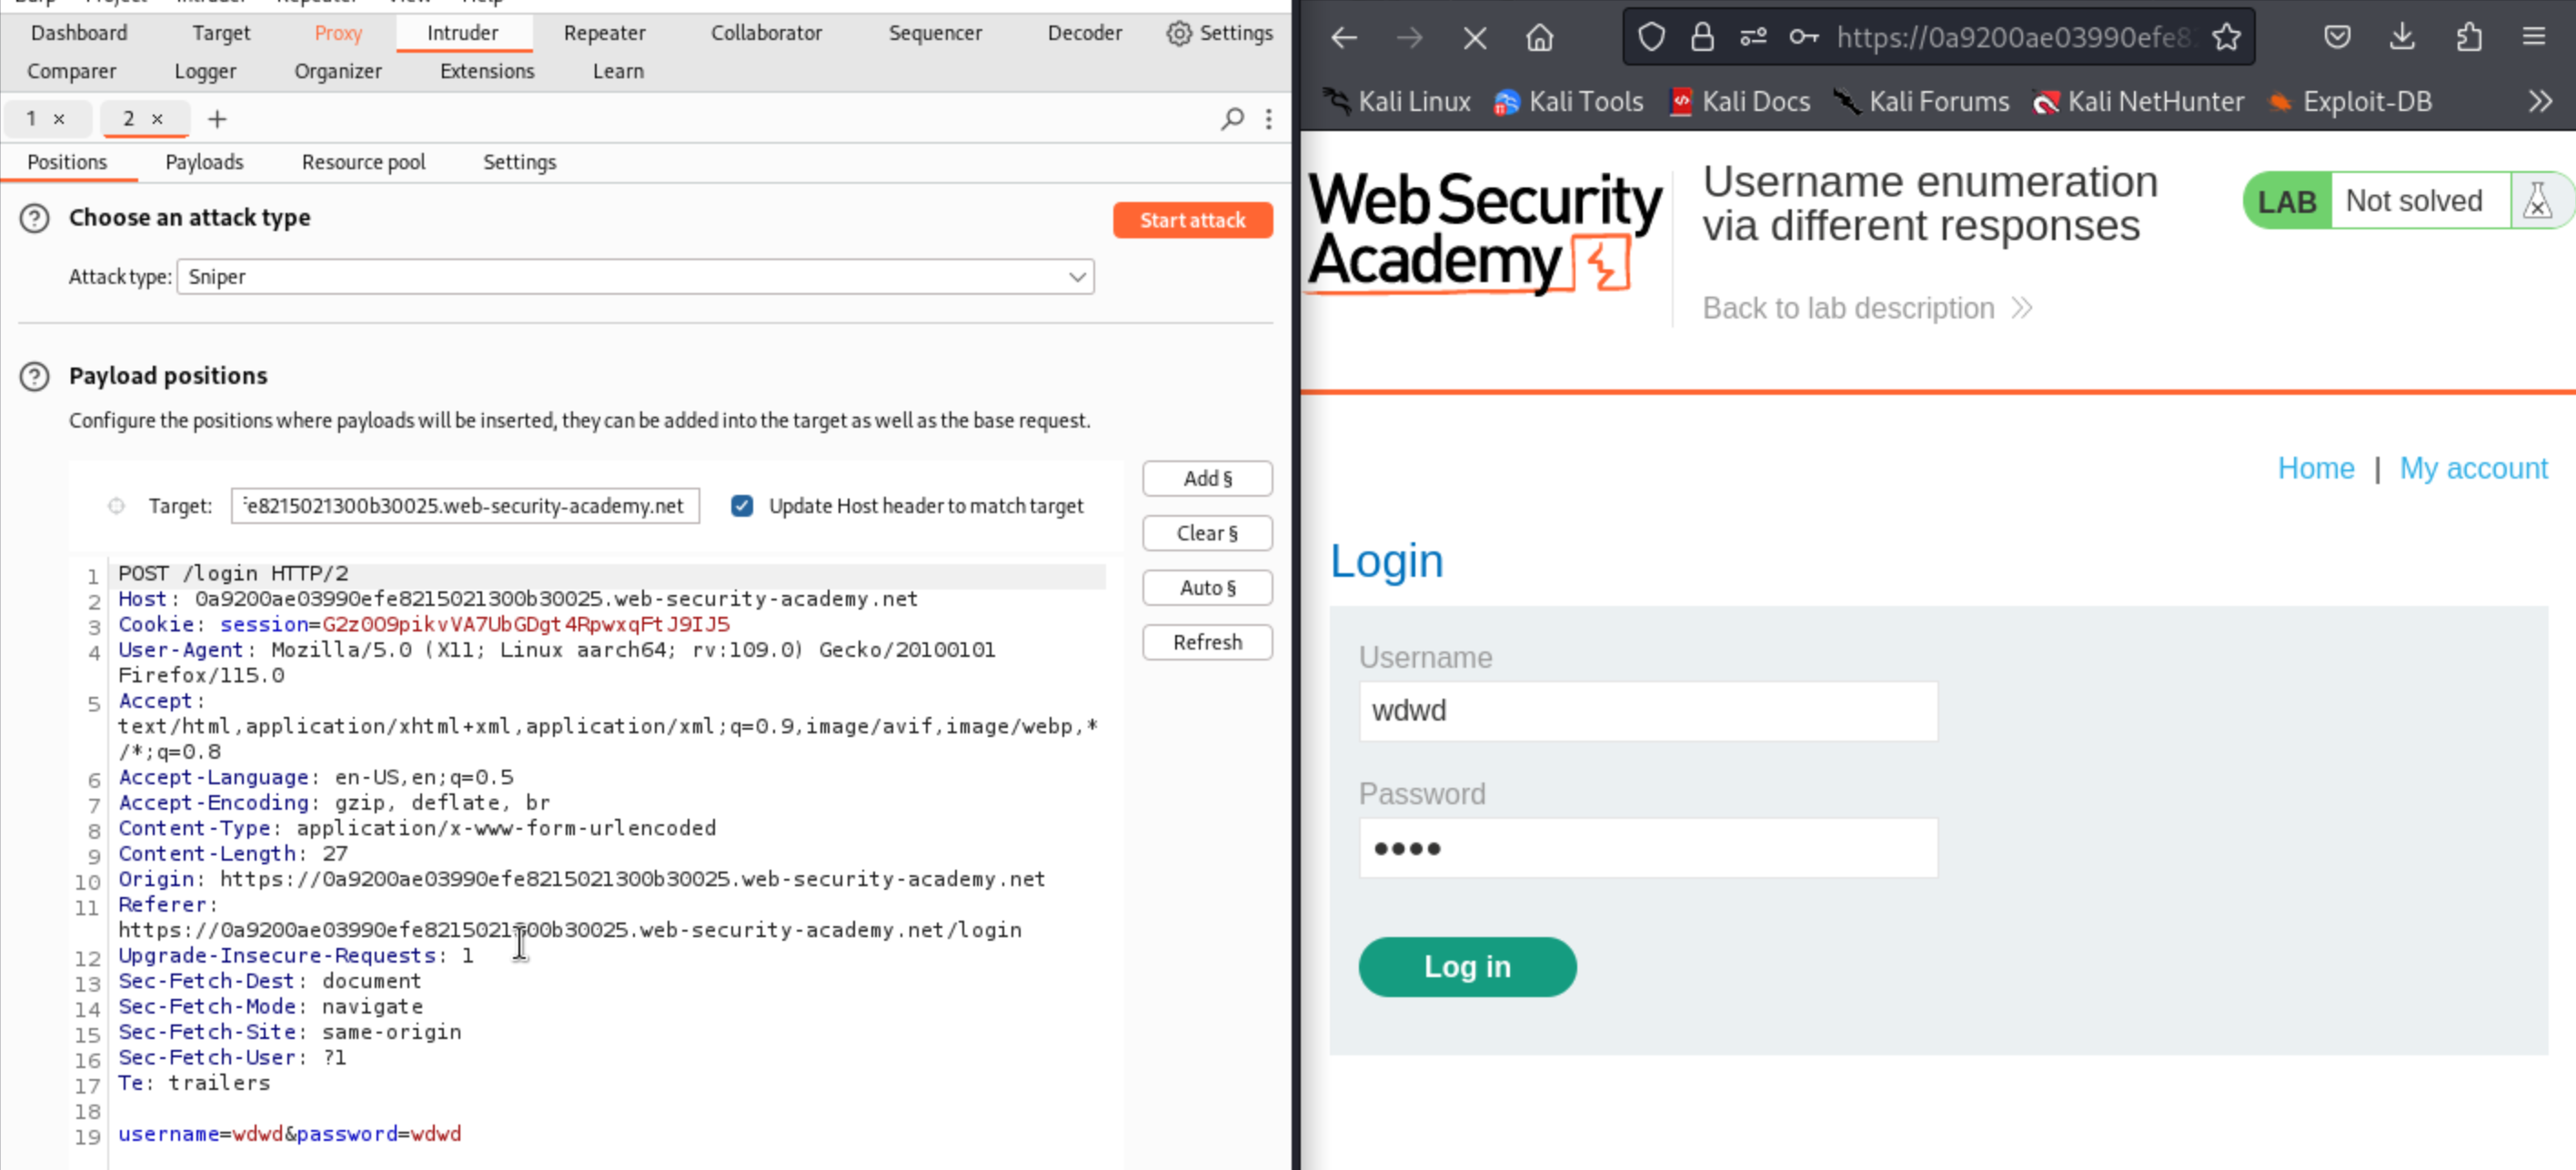 Burp Project Intruder Repeater View Help
Dashboard Target Proxy Intruder Repeater Collaborator Sequencer Decoder Settings
Comparer Logger Organizer Extensions Learn
1 × 2 × +
Positions Payloads Resource pool Settings
? Choose an attack type
Start attack
Attack type: Sniper
? Payload positions
Configure the positions where payloads will be inserted, they can be added into the target as well as the base request.
Target: e8215021300b30025.web-security-academy.net Update Host header to match target
Add §
Clear §
Auto §
Refresh
1 POST /login HTTP/2
2 Host: 0a9200ae03990efe8215021300b30025.web-security-academy.net
3 Cookie: session=G2z0O9pikvVA7UbGDgt4RpwxqFtJ9IJ5
4 User-Agent: Mozilla/5.0 (X11; Linux aarch64; rv:109.0) Gecko/20100101
Firefox/115.0
5 Accept:
text/html,application/xhtml+xml,application/xml;q=0.9,image/avif,image/webp,*
/*;q=0.8
6 Accept-Language: en-US,en;q=0.5
7 Accept-Encoding: gzip, deflate, br
8 Content-Type: application/x-www-form-urlencoded
9 Content-Length: 27
10 Origin: https://0a9200ae03990efe8215021300b30025.web-security-academy.net
11 Referer:
https://0a9200ae03990efe8215021300b30025.web-security-academy.net/login
12 Upgrade-Insecure-Requests: 1
13 Sec-Fetch-Dest: document
14 Sec-Fetch-Mode: navigate
15 Sec-Fetch-Site: same-origin
16 Sec-Fetch-User: ?1
17 Te: trailers
18
19 username=wdwd&password=wdwd
https://0a9200ae03990efe8
Kali Linux Kali Tools Kali Docs Kali Forums Kali NetHunter Exploit-DB
Web Security
Academy
Username enumeration
via different responses
LAB Not solved
Back to lab description
Home | My account
Login
Username
wdwd
Password
••••
Log in